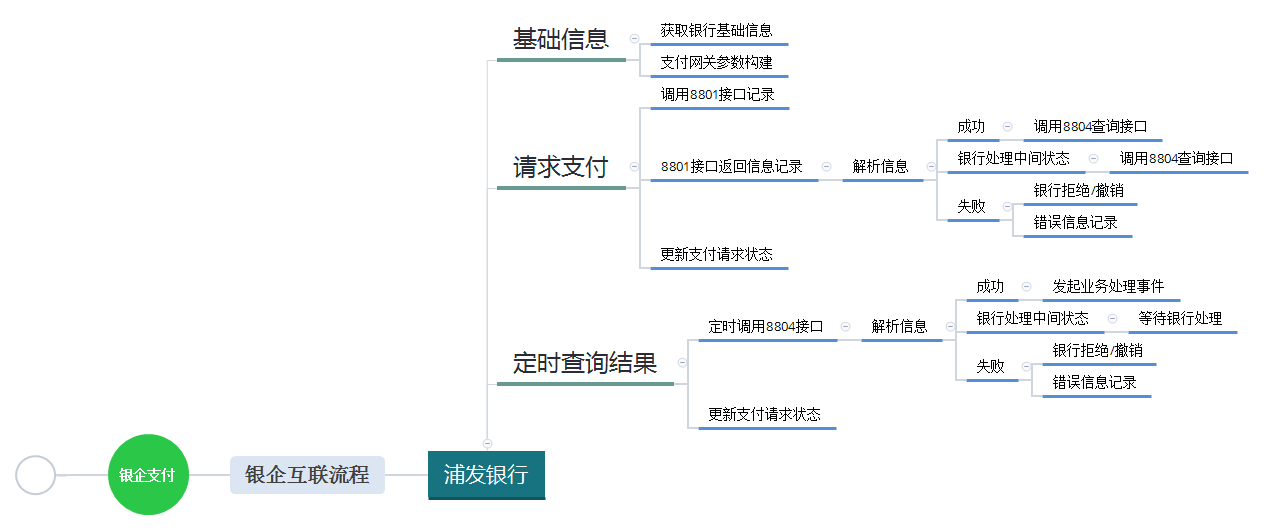 基础信息
获取银行基础信息
支付网关参数构建
请求支付
调用8801接口记录
8801接口返回信息记录
解析信息
成功
调用8804查询接口
银行处理中间状态
调用8804查询接口
失败
银行拒绝/撤销
错误信息记录
更新支付请求状态
定时查询结果
定时调用8804接口
解析信息
成功
发起业务处理事件
银行处理中间状态
等待银行处理
失败
银行拒绝/撤销
错误信息记录
更新支付请求状态
银企支付
银企互联流程
浦发银行